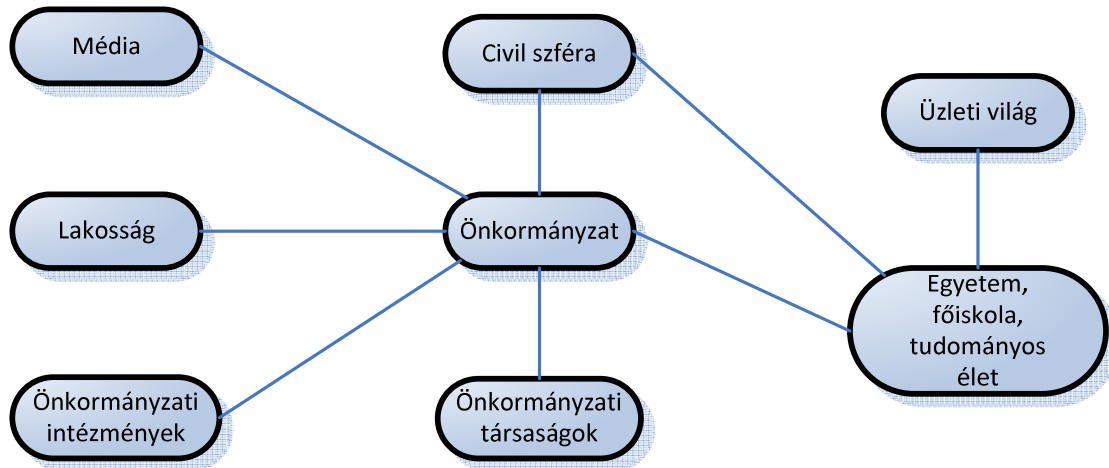 Média
Civil szféra
Üzleti világ
Lakosság
Önkormányzat
Egyetem,
főiskola,
tudományos
élet
Önkormányzati
intézmények
Önkormányzati
társaságok